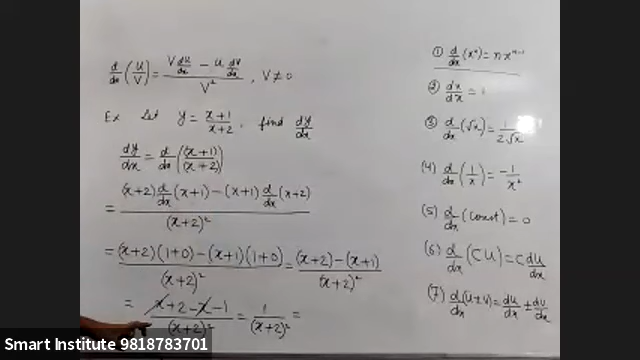 d/dx (U/V) = (V du/dx − U dv/dx)/V², V ≠ 0
Ex Let y = (x+1)/(x+2), find dy/dx
dy/dx = d/dx ((x+1)/(x+2))
= ((x+2) d/dx (x+1) − (x+1) d/dx (x+2))/(x+2)²
= ((x+2)(1+0) − (x+1)(1+0))/(x+2)² = ((x+2) − (x+1))/(x+2)²
= (x+2−x−1)/(x+2)² = 1/(x+2)² =
① d/dx (xⁿ) = n xⁿ⁻¹
② dx/dx = 1
③ d/dx (√x) = 1/(2√x)
(4) d/dx (1/x) = −1/x²
(5) d/dx (const) = 0
(6) d/dx (CU) = C du/dx
(7) d/dx (U±V) = du/dx ± dv/dx
Smart Institute 9818783701